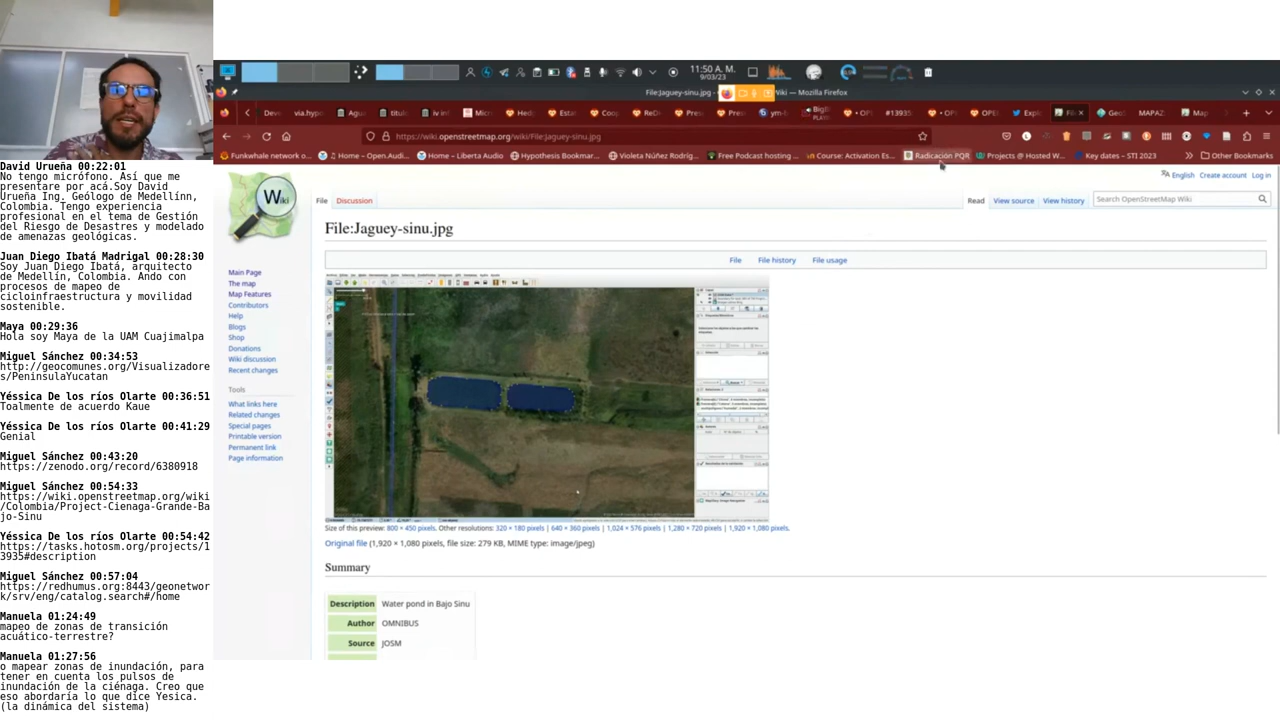 11:50 A. M.
9/03/23
File:Jaguey-sinu.jpg - Wiki — Mozilla Firefox
https://wiki.openstreetmap.org/wiki/File:Jaguey-sinu.jpg
Funkwhale network o... Home – Open.Audi... Home – Liberta Audio Hypothesis Bookmar... Violeta Núñez Rodríg... Free Podcast hosting ... Course: Activation Es... Radicación PQR Projects @ Hosted W... Key dates – STI 2023 Other Bookmarks
English Create account Log in
File Discussion Read View source View history Search OpenStreetMap Wiki
File:Jaguey-sinu.jpg
File File history File usage
Main Page
The map
Map Features
Contributors
Help
Blogs
Shop
Donations
Wiki discussion
Recent changes
Tools
What links here
Related changes
Special pages
Printable version
Permanent link
Page information
Size of this preview: 800 × 450 pixels. Other resolutions: 320 × 180 pixels | 640 × 360 pixels | 1,024 × 576 pixels | 1,280 × 720 pixels | 1,920 × 1,080 pixels.
Original file (1,920 × 1,080 pixels, file size: 279 KB, MIME type: image/jpeg)
Summary
Description Water pond in Bajo Sinu
Author OMNIBUS
Source JOSM
David Urueña 00:22:01
No tengo micrófono. Así que me
presentare por acá.Soy David
Urueña Ing, Geólogo de Medellinn,
Colombia. Tengo experiencia
profesional en el tema de Gestión
del Riesgo de Desastres y modelado
de amenazas geológicas.
Juan Diego Ibatá Madrigal 00:28:30
Soy Juan Diego Ibatá, arquitecto
de Medellín, Colombia. Ando con
procesos de mapeo de
cicloinfraestructura y movilidad
sostenible.
Maya 00:29:36
Hola soy Maya de la UAM Cuajimalpa
Miguel Sánchez 00:34:53
http://geocomunes.org/Visualizadore
s/PeninsulaYucatan
Toalmente de acuerdo Kaue
Yésica De los ríos Olarte 00:41:29
Genial
Miguel Sánchez 00:43:20
https://zenodo.org/record/6380918
Miguel Sánchez 00:54:33
https://wiki.openstreetmap.org/wiki
/Colombia/Project-Cienaga-Grande-Ba
jo-Sinu
Yésica De los ríos Olarte 00:54:42
https://tasks.hotosm.org/projects/1
3935#description
Miguel Sánchez 00:57:04
https://redhumus.org:8443/geonetwor
k/srv/eng/catalog.search#/home
Manuela 01:24:49
mapeo de zonas de transición
acuático-terrestre?
Manuela 01:27:56
o mapear zonas de inundación, para
tener en cuenta los pulsos de
inundación de la ciénaga. Creo que
eso abordaría lo que dice Yesica.
(la dinámica del sistema)